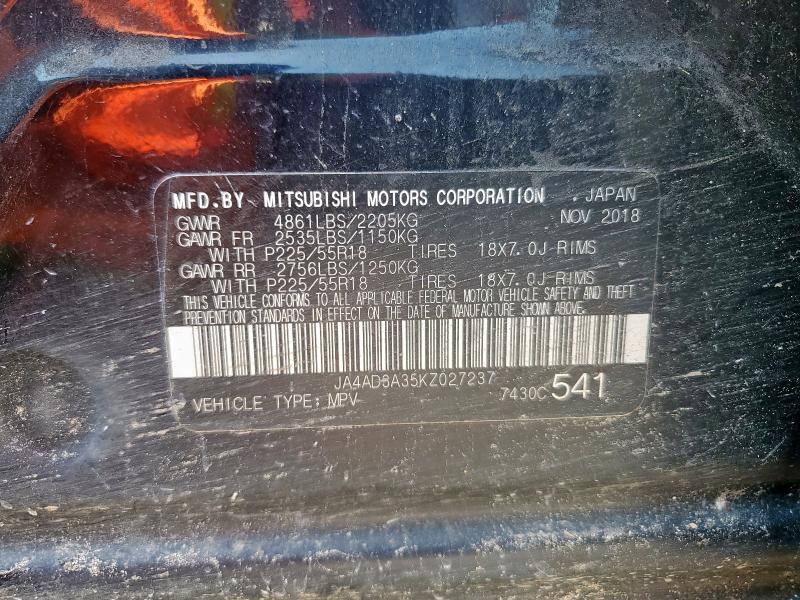 MFD.BY MITSUBISHI MOTORS CORPORATION , JAPAN
GVWR 4861LBS/2205KG NOV 2018
GAWR FR 2535LBS/1150KG
WITH P225/55R18 TIRES 18X7.0J RIMS
GAWR RR 2756LBS/1250KG
WITH P225/55R18 TIRES 18X7.0J RIMS
THIS VEHICLE CONFORMS TO ALL APPLICABLE FEDERAL MOTOR VEHICLE SAFETY AND THEFT
PREVENTION STANDARDS IN EFFECT ON THE DATE OF MANUFACTURE SHOWN ABOVE.
JA4AD3A35KZ027237
VEHICLE TYPE: MPV 7430C 541